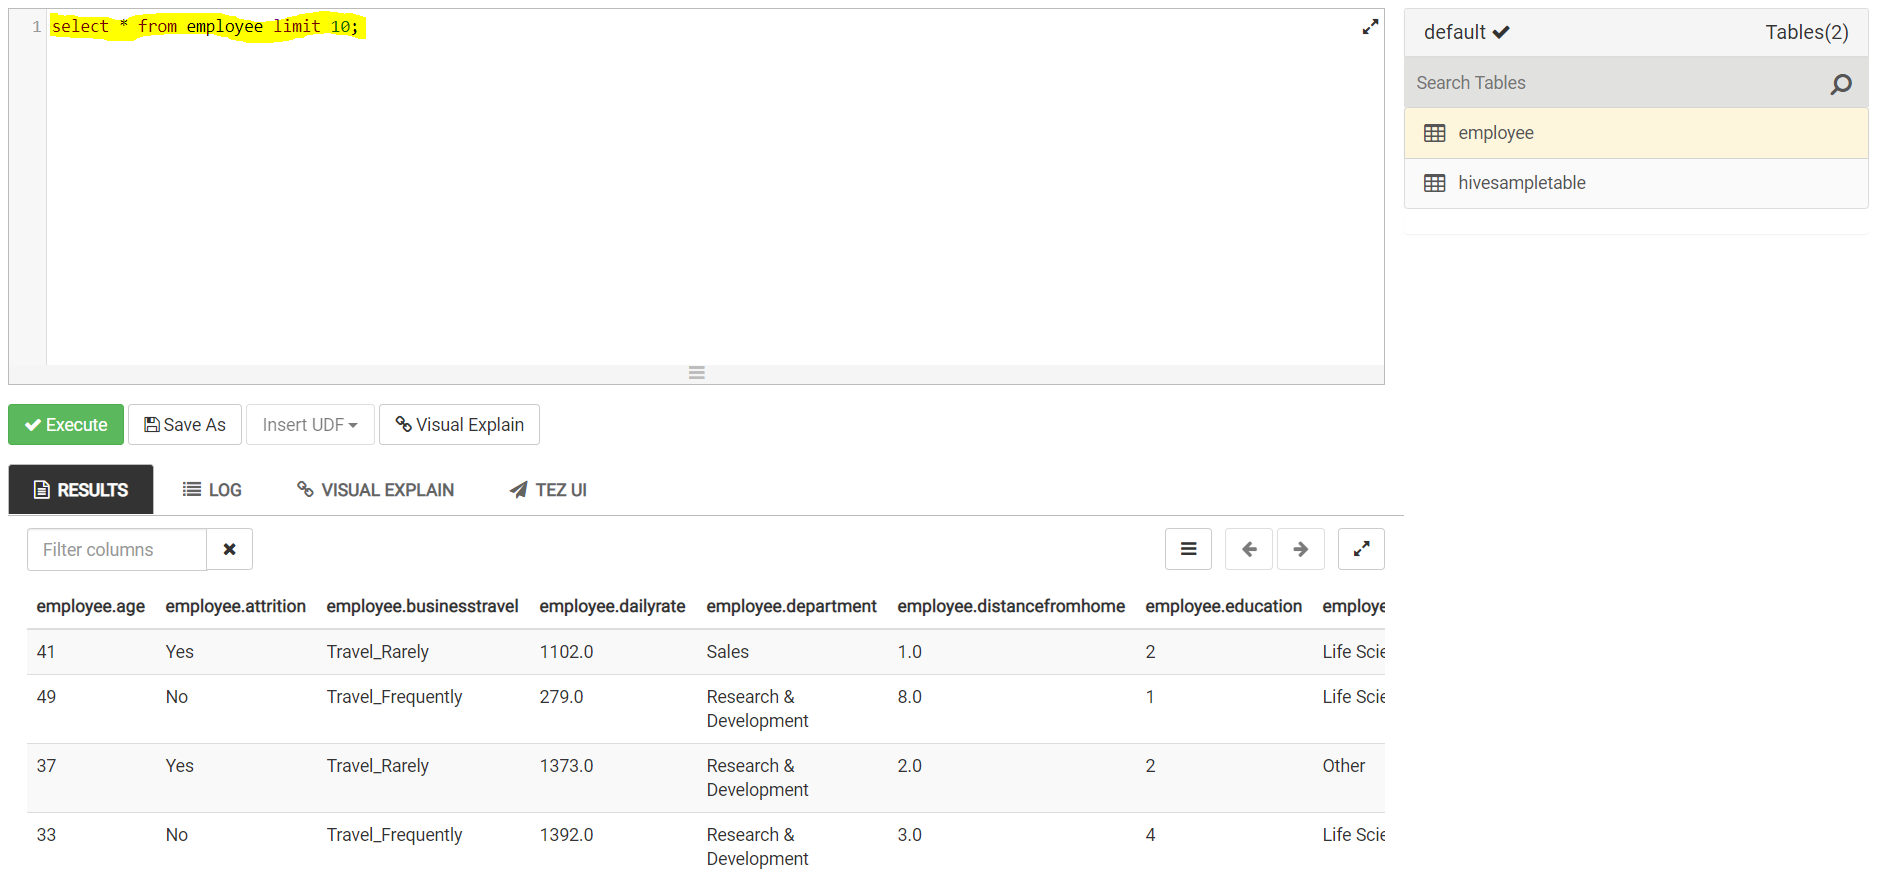 1 select * from employee limit 10;
default Tables(2)
Search Tables
employee
hivesampletable
Execute Save As Insert UDF Visual Explain
RESULTS LOG VISUAL EXPLAIN TEZ UI
Filter columns
employee.age employee.attrition employee.businesstravel employee.dailyrate employee.department employee.distancefromhome employee.education employe
41 Yes Travel_Rarely 1102.0 Sales 1.0 2 Life Scie
49 No Travel_Frequently 279.0 Research & 8.0 1 Life Scie
Development
37 Yes Travel_Rarely 1373.0 Research & 2.0 2 Other
Development
33 No Travel_Frequently 1392.0 Research & 3.0 4 Life Scie
Development